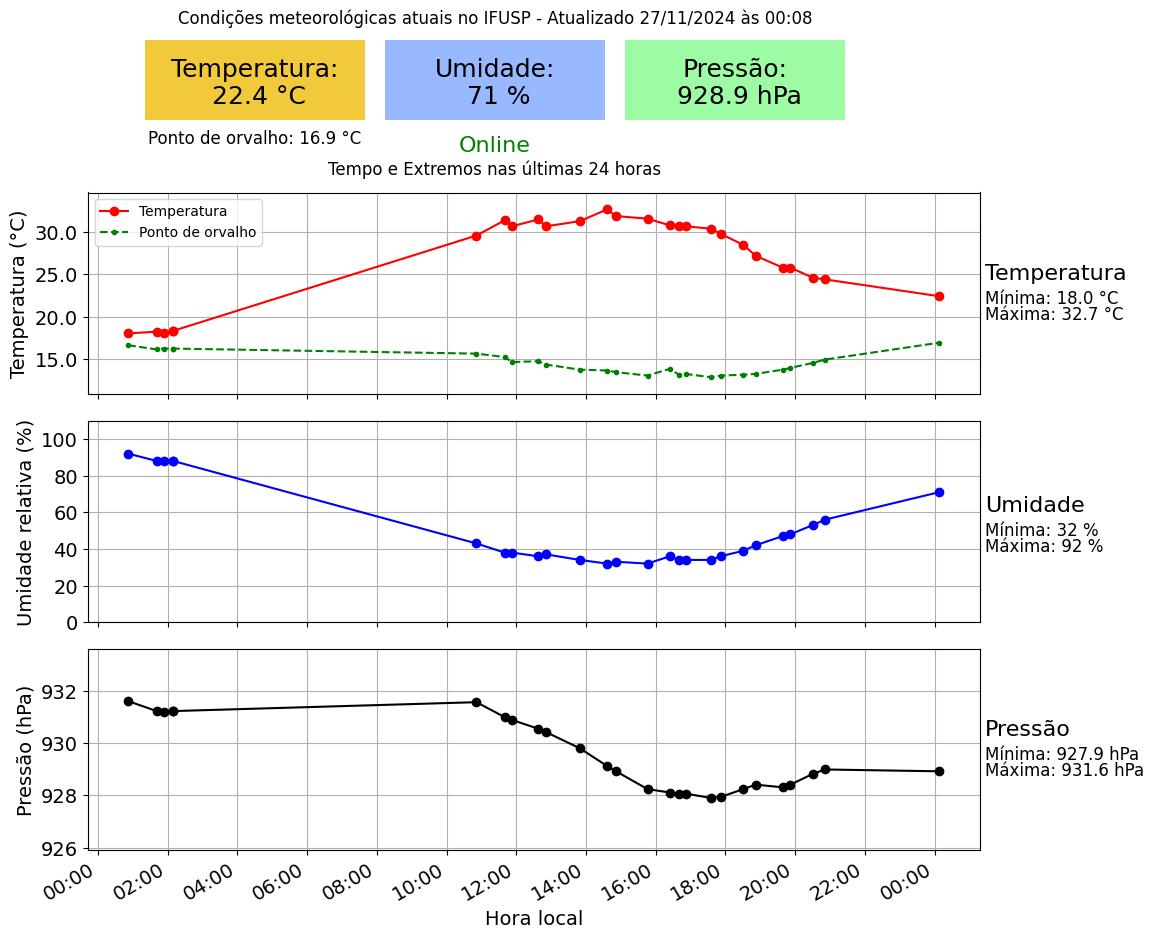 Condições meteorológicas atuais no IFUSP - Atualizado 27/11/2024 às 00:08
Temperatura:
22.4 °C
Umidade:
71 %
Pressão:
928.9 hPa
Ponto de orvalho: 16.9 °C
Online
Tempo e Extremos nas últimas 24 horas
Temperatura (°C)
30.0
25.0
20.0
15.0
Temperatura
Ponto de orvalho
Temperatura
Mínima: 18.0 °C
Máxima: 32.7 °C
Umidade relativa (%)
100
80
60
40
20
0
Umidade
Mínima: 32 %
Máxima: 92 %
Pressão (hPa)
932
930
928
926
Pressão
Mínima: 927.9 hPa
Máxima: 931.6 hPa
00:00 02:00 04:00 06:00 08:00 10:00 12:00 14:00 16:00 18:00 20:00 22:00 00:00
Hora local